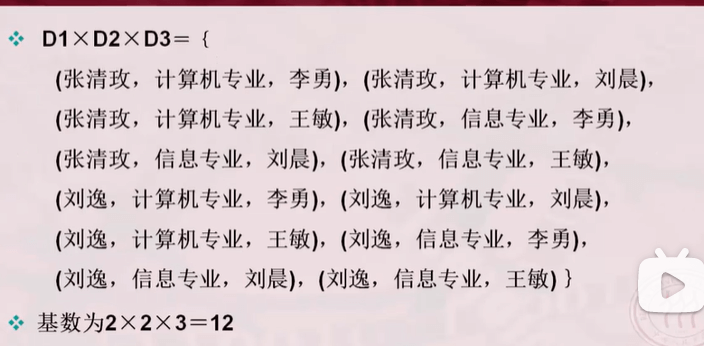 D1×D2×D3＝｛
(张清玫，计算机专业，李勇)，(张清玫，计算机专业，刘晨)，
(张清玫，计算机专业，王敏)，(张清玫，信息专业，李勇)，
(张清玫，信息专业，刘晨)，(张清玫，信息专业，王敏)，
(刘逸，计算机专业，李勇)，(刘逸，计算机专业，刘晨)，
(刘逸，计算机专业，王敏)，(刘逸，信息专业，李勇)，
(刘逸，信息专业，刘晨)，(刘逸，信息专业，王敏) ｝
基数为2×2×3＝12